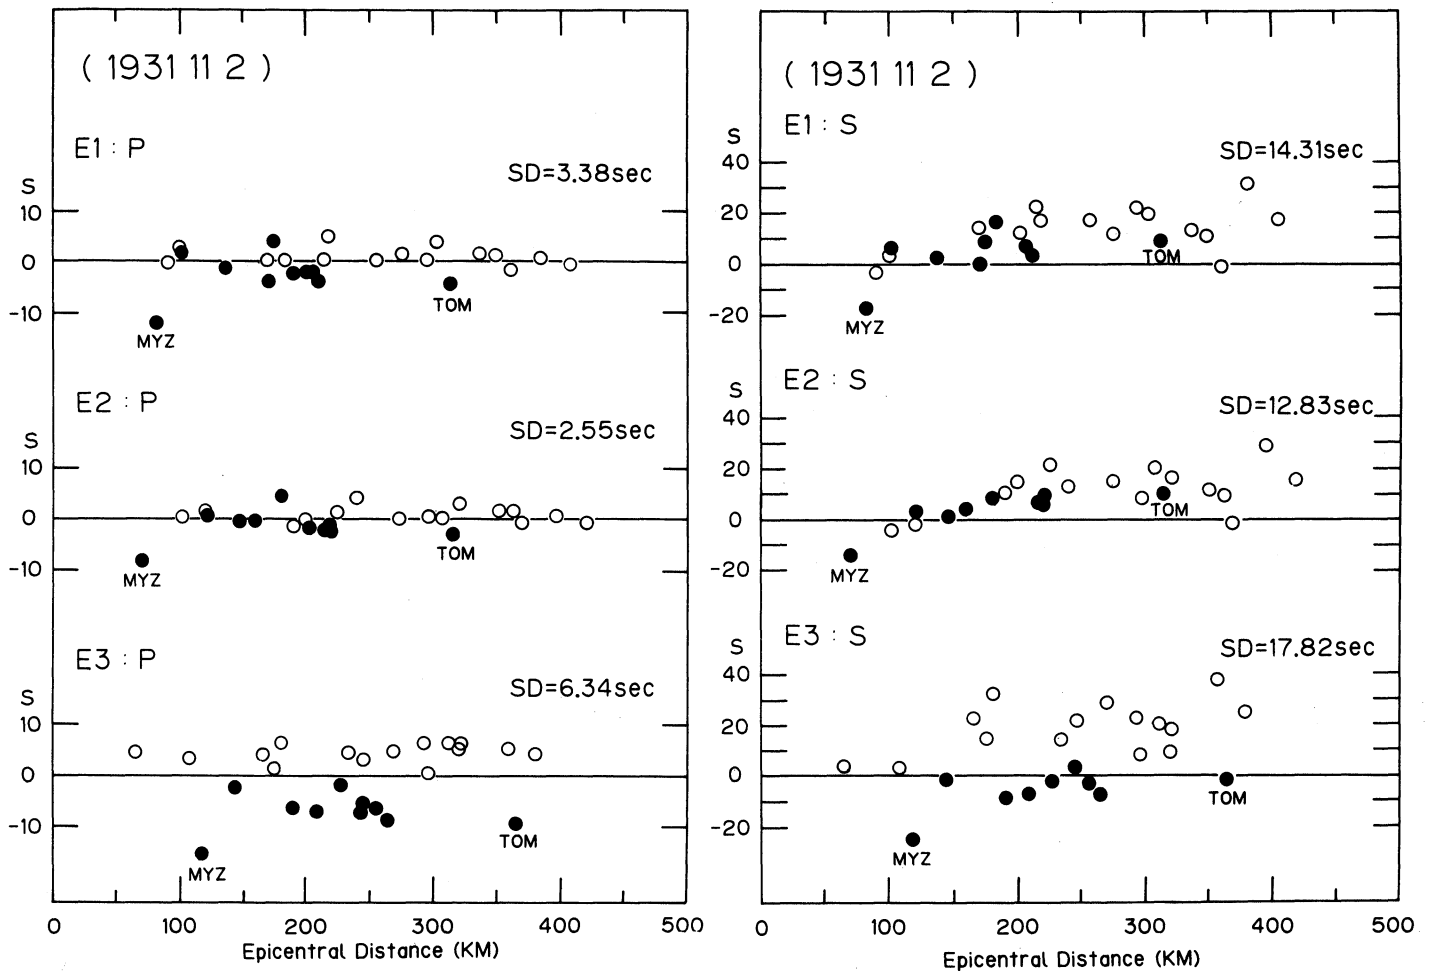 ( 1931 11 2 )
E1 : P
SD=3.38sec
S
10
0
-10
MYZ
TOM
E2 : P
SD=2.55sec
S
10
0
-10
MYZ
TOM
E3 : P
SD=6.34sec
S
10
0
-10
MYZ
TOM
0 100 200 300 400 500
Epicentral Distance (KM)
( 1931 11 2 )
E1 : S
SD=14.31sec
S
40
20
0
-20
TOM
MYZ
E2 : S
SD=12.83sec
S
40
20
0
-20
TOM
MYZ
E3 : S
SD=17.82sec
S
40
20
0
-20
TOM
MYZ
0 100 200 300 400 500
Epicentral Distance (KM)